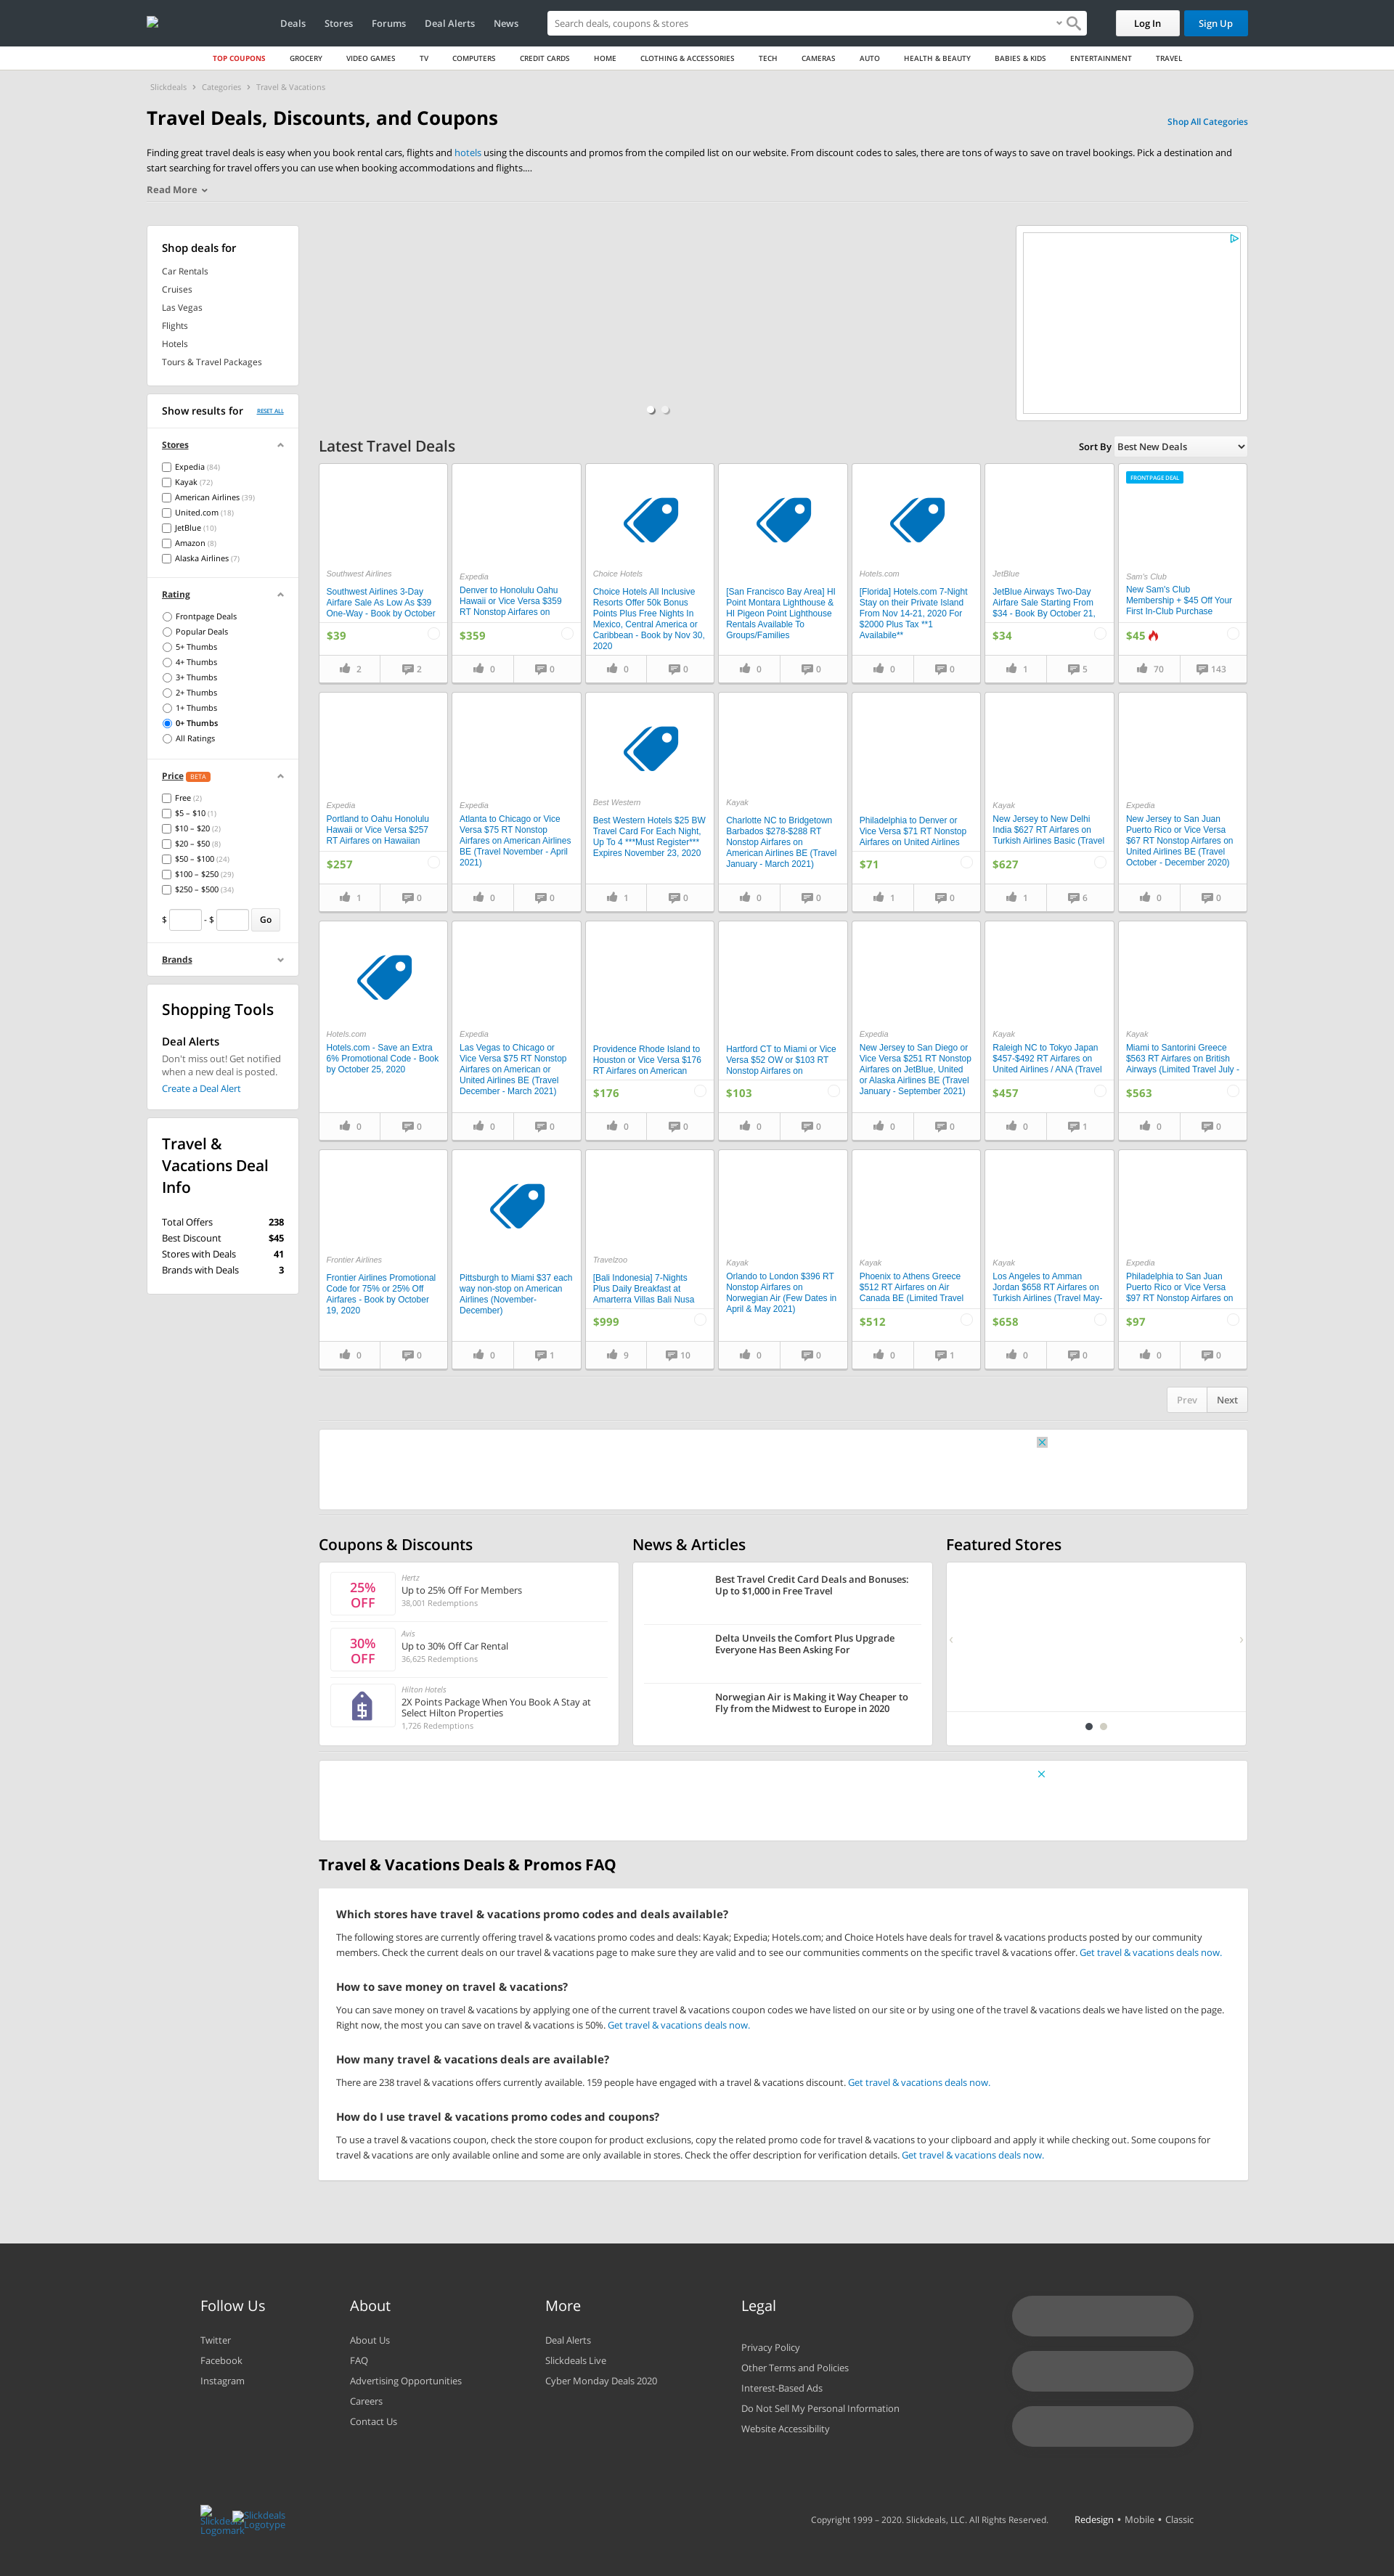 Deals Stores Forums Deal Alerts News
Search deals, coupons & stores
Log In Sign Up
TOP COUPONS GROCERY VIDEO GAMES TV COMPUTERS CREDIT CARDS HOME CLOTHING & ACCESSORIES TECH CAMERAS AUTO HEALTH & BEAUTY BABIES & KIDS ENTERTAINMENT TRAVEL
Slickdeals › Categories › Travel & Vacations
Travel Deals, Discounts, and Coupons
Shop All Categories
Finding great travel deals is easy when you book rental cars, flights and hotels using the discounts and promos from the compiled list on our website. From discount codes to sales, there are tons of ways to save on travel bookings. Pick a destination and
start searching for travel offers you can use when booking accommodations and flights....
Read More
Shop deals for
Car Rentals
Cruises
Las Vegas
Flights
Hotels
Tours & Travel Packages
Show results for RESET ALL
Stores
Expedia (84)
Kayak (72)
American Airlines (39)
United.com (18)
JetBlue (10)
Amazon (8)
Alaska Airlines (7)
Rating
Frontpage Deals
Popular Deals
5+ Thumbs
4+ Thumbs
3+ Thumbs
2+ Thumbs
1+ Thumbs
0+ Thumbs
All Ratings
Price BETA
Free (2)
$5 – $10 (1)
$10 – $20 (2)
$20 – $50 (8)
$50 – $100 (24)
$100 – $250 (29)
$250 – $500 (34)
$ - $ Go
Brands
Shopping Tools
Deal Alerts
Don't miss out! Get notified
when a new deal is posted.
Create a Deal Alert
Travel &
Vacations Deal
Info
Total Offers 238
Best Discount $45
Stores with Deals 41
Brands with Deals 3
Latest Travel Deals
Sort By Best New Deals
Southwest Airlines
Southwest Airlines 3-Day
Airfare Sale As Low As $39
One-Way - Book by October
$39
2 2
Expedia
Denver to Honolulu Oahu
Hawaii or Vice Versa $359
RT Nonstop Airfares on
$359
0 0
Choice Hotels
Choice Hotels All Inclusive
Resorts Offer 50k Bonus
Points Plus Free Nights In
Mexico, Central America or
Caribbean - Book by Nov 30,
2020
0 0
[San Francisco Bay Area] HI
Point Montara Lighthouse &
HI Pigeon Point Lighthouse
Rentals Available To
Groups/Families
0 0
Hotels.com
[Florida] Hotels.com 7-Night
Stay on their Private Island
From Nov 14-21, 2020 For
$2000 Plus Tax **1
Availabile**
0 0
JetBlue
JetBlue Airways Two-Day
Airfare Sale Starting From
$34 - Book By October 21,
$34
1 5
FRONTPAGE DEAL
Sam's Club
New Sam's Club
Membership + $45 Off Your
First In-Club Purchase
$45
70 143
Expedia
Portland to Oahu Honolulu
Hawaii or Vice Versa $257
RT Airfares on Hawaiian
$257
1 0
Expedia
Atlanta to Chicago or Vice
Versa $75 RT Nonstop
Airfares on American Airlines
BE (Travel November - April
2021)
0 0
Best Western
Best Western Hotels $25 BW
Travel Card For Each Night,
Up To 4 ***Must Register***
Expires November 23, 2020
1 0
Kayak
Charlotte NC to Bridgetown
Barbados $278-$288 RT
Nonstop Airfares on
American Airlines BE (Travel
January - March 2021)
0 0
Philadelphia to Denver or
Vice Versa $71 RT Nonstop
Airfares on United Airlines
$71
1 0
Kayak
New Jersey to New Delhi
India $627 RT Airfares on
Turkish Airlines Basic (Travel
$627
1 6
Expedia
New Jersey to San Juan
Puerto Rico or Vice Versa
$67 RT Nonstop Airfares on
United Airlines BE (Travel
October - December 2020)
0 0
Hotels.com
Hotels.com - Save an Extra
6% Promotional Code - Book
by October 25, 2020
0 0
Expedia
Las Vegas to Chicago or
Vice Versa $75 RT Nonstop
Airfares on American or
United Airlines BE (Travel
December - March 2021)
0 0
Providence Rhode Island to
Houston or Vice Versa $176
RT Airfares on American
$176
0 0
Hartford CT to Miami or Vice
Versa $52 OW or $103 RT
Nonstop Airfares on
$103
0 0
Expedia
New Jersey to San Diego or
Vice Versa $251 RT Nonstop
Airfares on JetBlue, United
or Alaska Airlines BE (Travel
January - September 2021)
0 0
Kayak
Raleigh NC to Tokyo Japan
$457-$492 RT Airfares on
United Airlines / ANA (Travel
$457
0 1
Kayak
Miami to Santorini Greece
$563 RT Airfares on British
Airways (Limited Travel July -
$563
0 0
Frontier Airlines
Frontier Airlines Promotional
Code for 75% or 25% Off
Airfares - Book by October
19, 2020
0 0
Pittsburgh to Miami $37 each
way non-stop on American
Airlines (November-
December)
0 1
Travelzoo
[Bali Indonesia] 7-Nights
Plus Daily Breakfast at
Amarterra Villas Bali Nusa
$999
9 10
Kayak
Orlando to London $396 RT
Nonstop Airfares on
Norwegian Air (Few Dates in
April & May 2021)
0 0
Kayak
Phoenix to Athens Greece
$512 RT Airfares on Air
Canada BE (Limited Travel
$512
0 1
Kayak
Los Angeles to Amman
Jordan $658 RT Airfares on
Turkish Airlines (Travel May-
$658
0 0
Expedia
Philadelphia to San Juan
Puerto Rico or Vice Versa
$97 RT Nonstop Airfares on
$97
0 0
Prev Next
Coupons & Discounts
25%
OFF
Hertz
Up to 25% Off For Members
38,001 Redemptions
30%
OFF
Avis
Up to 30% Off Car Rental
36,625 Redemptions
Hilton Hotels
2X Points Package When You Book A Stay at
Select Hilton Properties
1,726 Redemptions
News & Articles
Best Travel Credit Card Deals and Bonuses:
Up to $1,000 in Free Travel
Delta Unveils the Comfort Plus Upgrade
Everyone Has Been Asking For
Norwegian Air is Making it Way Cheaper to
Fly from the Midwest to Europe in 2020
Featured Stores
Travel & Vacations Deals & Promos FAQ
Which stores have travel & vacations promo codes and deals available?
The following stores are currently offering travel & vacations promo codes and deals: Kayak; Expedia; Hotels.com; and Choice Hotels have deals for travel & vacations products posted by our community
members. Check the current deals on our travel & vacations page to make sure they are valid and to see our communities comments on the specific travel & vacations offer. Get travel & vacations deals now.
How to save money on travel & vacations?
You can save money on travel & vacations by applying one of the current travel & vacations coupon codes we have listed on our site or by using one of the travel & vacations deals we have listed on the page.
Right now, the most you can save on travel & vacations is 50%. Get travel & vacations deals now.
How many travel & vacations deals are available?
There are 238 travel & vacations offers currently available. 159 people have engaged with a travel & vacations discount. Get travel & vacations deals now.
How do I use travel & vacations promo codes and coupons?
To use a travel & vacations coupon, check the store coupon for product exclusions, copy the related promo code for travel & vacations to your clipboard and apply it while checking out. Some coupons for
travel & vacations are only available online and some are only available in stores. Check the offer description for verification details. Get travel & vacations deals now.
Follow Us
Twitter
Facebook
Instagram
About
About Us
FAQ
Advertising Opportunities
Careers
Contact Us
More
Deal Alerts
Slickdeals Live
Cyber Monday Deals 2020
Legal
Privacy Policy
Other Terms and Policies
Interest-Based Ads
Do Not Sell My Personal Information
Website Accessibility
Slickdeals
Logomark
Slickdeals
Logotype
Copyright 1999 – 2020. Slickdeals, LLC. All Rights Reserved.
Redesign • Mobile • Classic